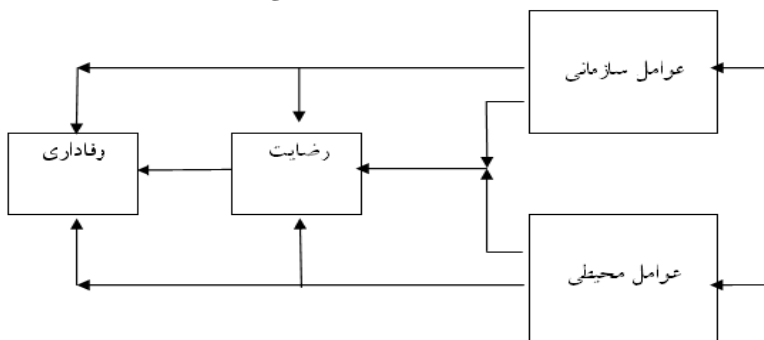 عوامل سازمانی
رضایت
وفاداری
عوامل محیطی